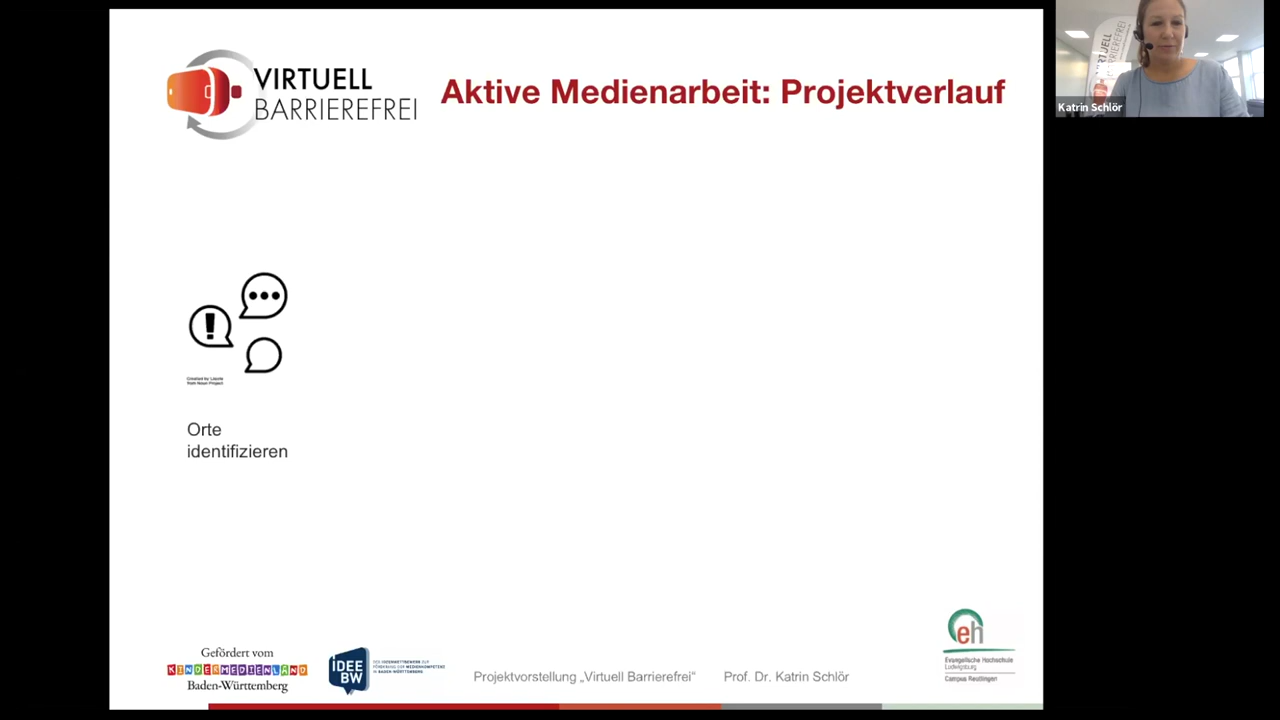 VIRTUELL
BARRIEREFREI
Aktive Medienarbeit: Projektverlauf
Katrin Schlör
Orte
identifizieren
Gefördert vom
KINDERMEDIENLAND
Baden-Württemberg
IDEE
BW
Projektvorstellung „Virtuell Barrierefrei“
Prof. Dr. Katrin Schlör
eh
Evangelische Hochschule
Ludwigsburg
Campus Reutlingen